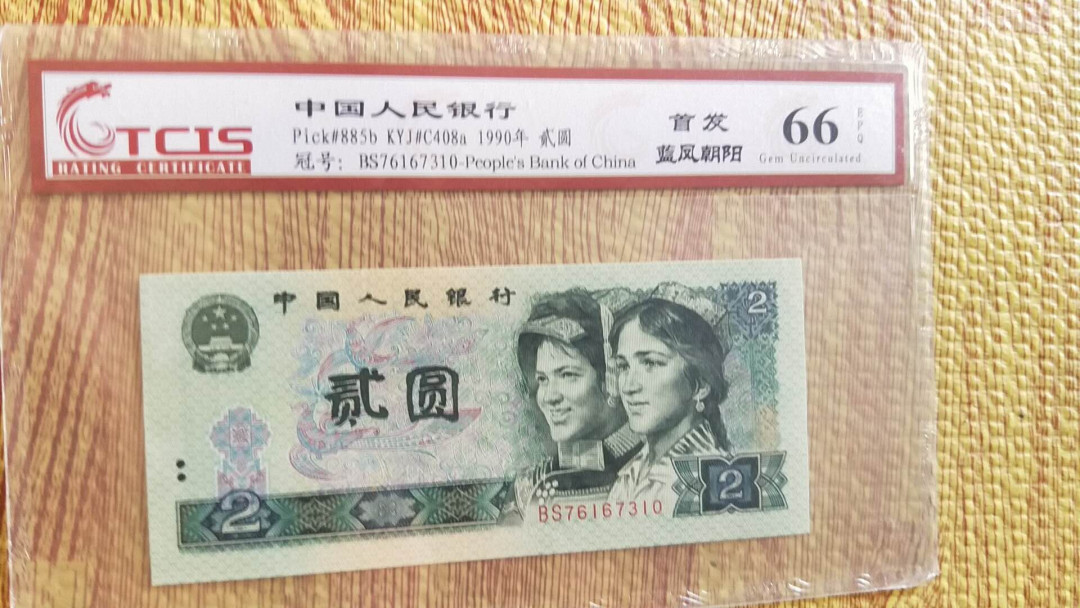 TCIS
RATING CERTIFICATE
中国人民银行
Pick#885b KYJ#C408a 1990年 贰圆
冠号: BS76167310-People's Bank of China
首发
蓝凤朝阳
66
EPQ
Gem Uncirculated
中国人民银行
2
贰圆
2
BS76167310
2